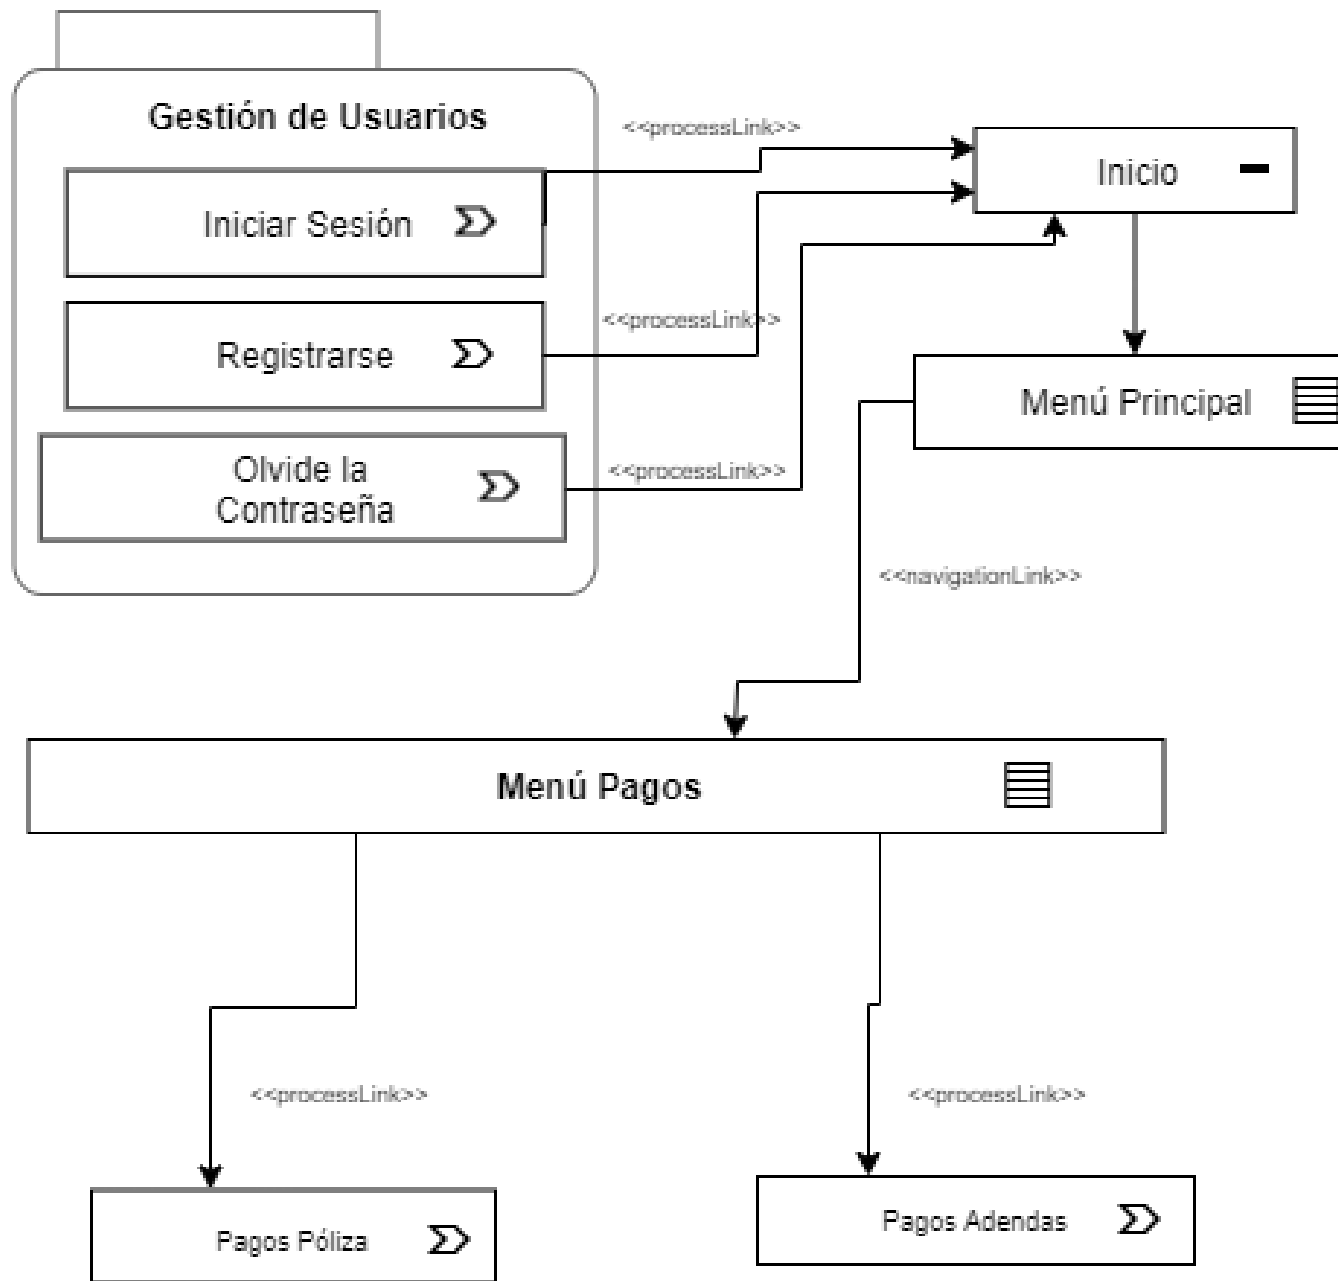 Gestión de Usuarios
<<processLink>>
Inicio
Iniciar Sesión
<<processLink>>
Registrarse
Menú Principal
Olvide la
Contraseña
<<processLink>>
<<navigationLink>>
Menú Pagos
<<processLink>>
<<processLink>>
Pagos Póliza
Pagos Adendas